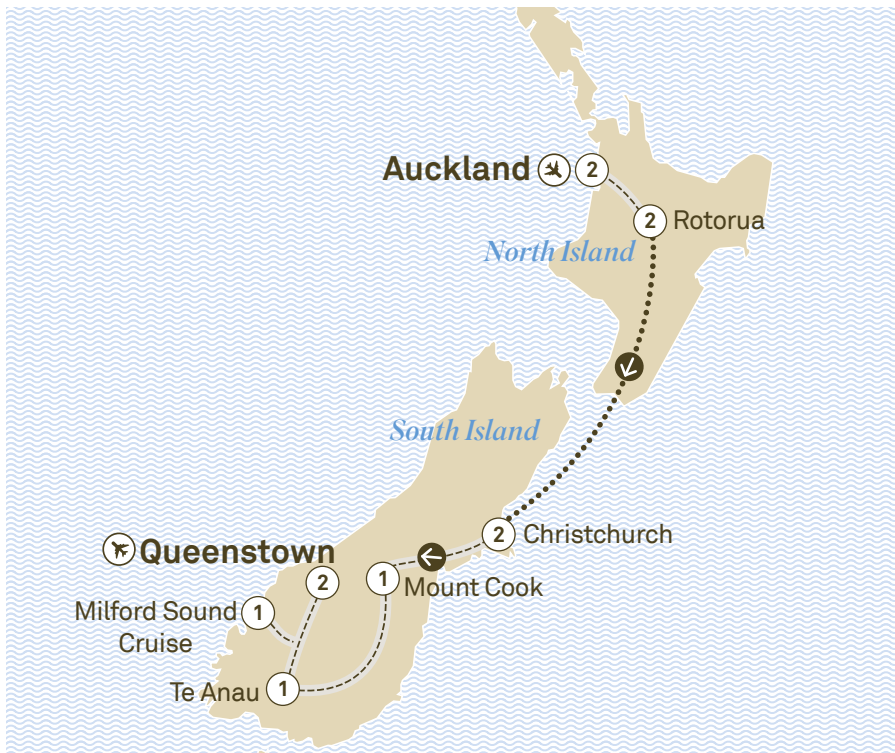 Auckland 2
2 Rotorua
North Island
South Island
2 Christchurch
Queenstown
2
1 Mount Cook
Milford Sound 1
Cruise
Te Anau 1